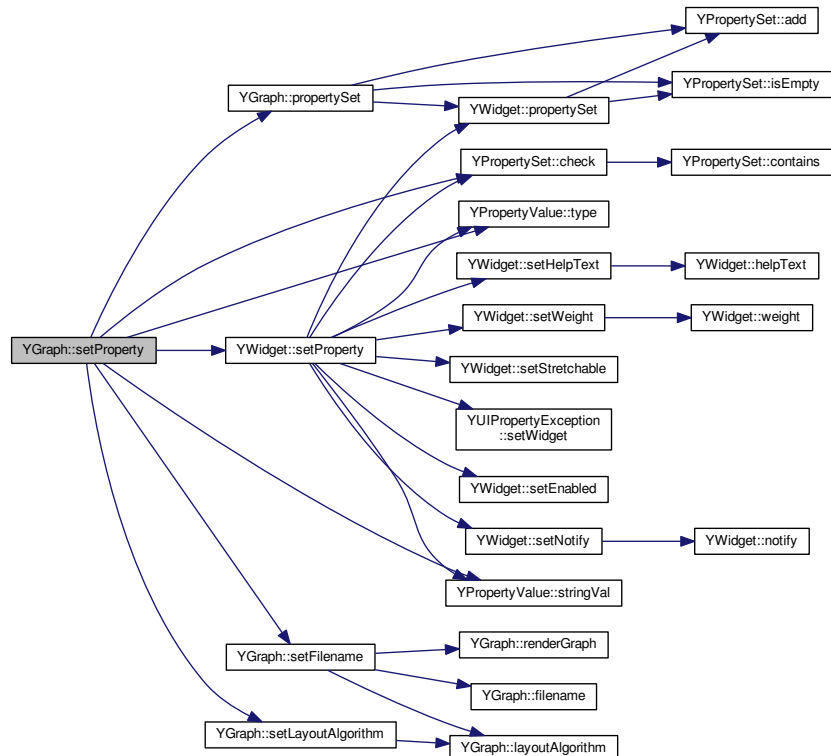 YPropertySet::add
YGraph::propertySet
YPropertySet::isEmpty
YWidget::propertySet
YPropertySet::check
YPropertySet::contains
YPropertyValue::type
YWidget::setHelpText
YWidget::helpText
YWidget::setWeight
YWidget::weight
YGraph::setProperty
YWidget::setProperty
YWidget::setStretchable
YUIPropertyException
::setWidget
YWidget::setEnabled
YWidget::setNotify
YWidget::notify
YPropertyValue::stringVal
YGraph::setFilename
YGraph::renderGraph
YGraph::filename
YGraph::setLayoutAlgorithm
YGraph::layoutAlgorithm